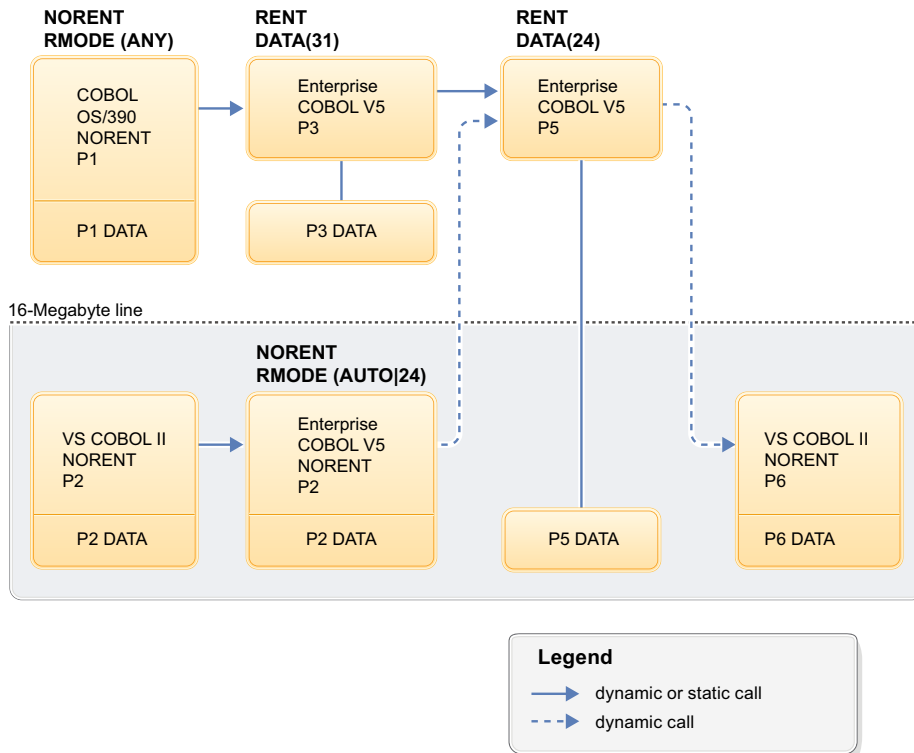 NORENT
RMODE (ANY)
RENT
DATA(31)
RENT
DATA(24)
COBOL
OS/390
NORENT
P1
P1 DATA
Enterprise
COBOL V5
P3
P3 DATA
Enterprise
COBOL V5
P5
16-Megabyte line
NORENT
RMODE (AUTO|24)
VS COBOL II
NORENT
P2
P2 DATA
Enterprise
COBOL V5
NORENT
P2
P2 DATA
P5 DATA
VS COBOL II
NORENT
P6
P6 DATA
Legend
dynamic or static call
dynamic call